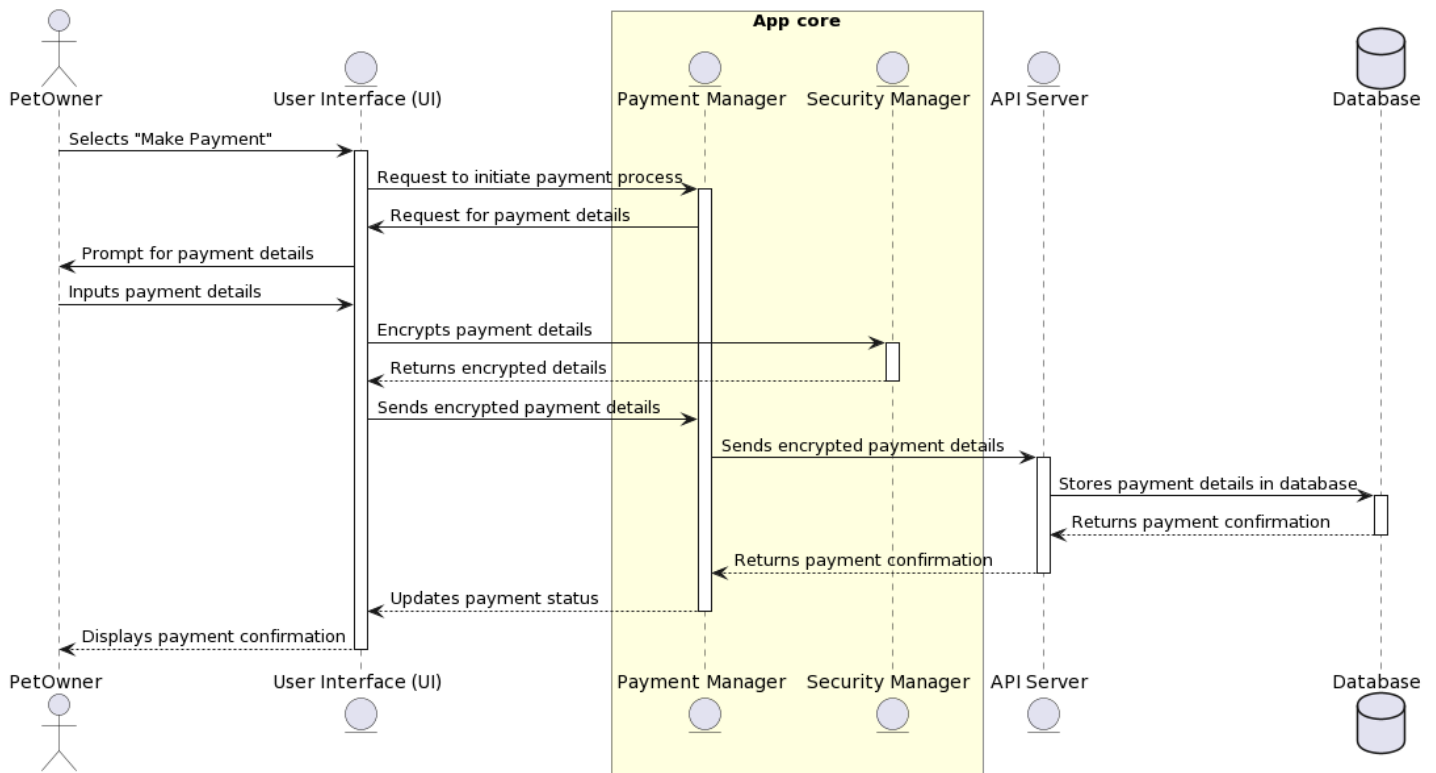 App core
PetOwner
User Interface (UI)
Payment Manager
Security Manager
API Server
Database
Selects "Make Payment"
Request to initiate payment process
Request for payment details
Prompt for payment details
Inputs payment details
Encrypts payment details
Returns encrypted details
Sends encrypted payment details
Sends encrypted payment details
Stores payment details in database
Returns payment confirmation
Returns payment confirmation
Updates payment status
Displays payment confirmation
PetOwner
User Interface (UI)
Payment Manager
Security Manager
API Server
Database